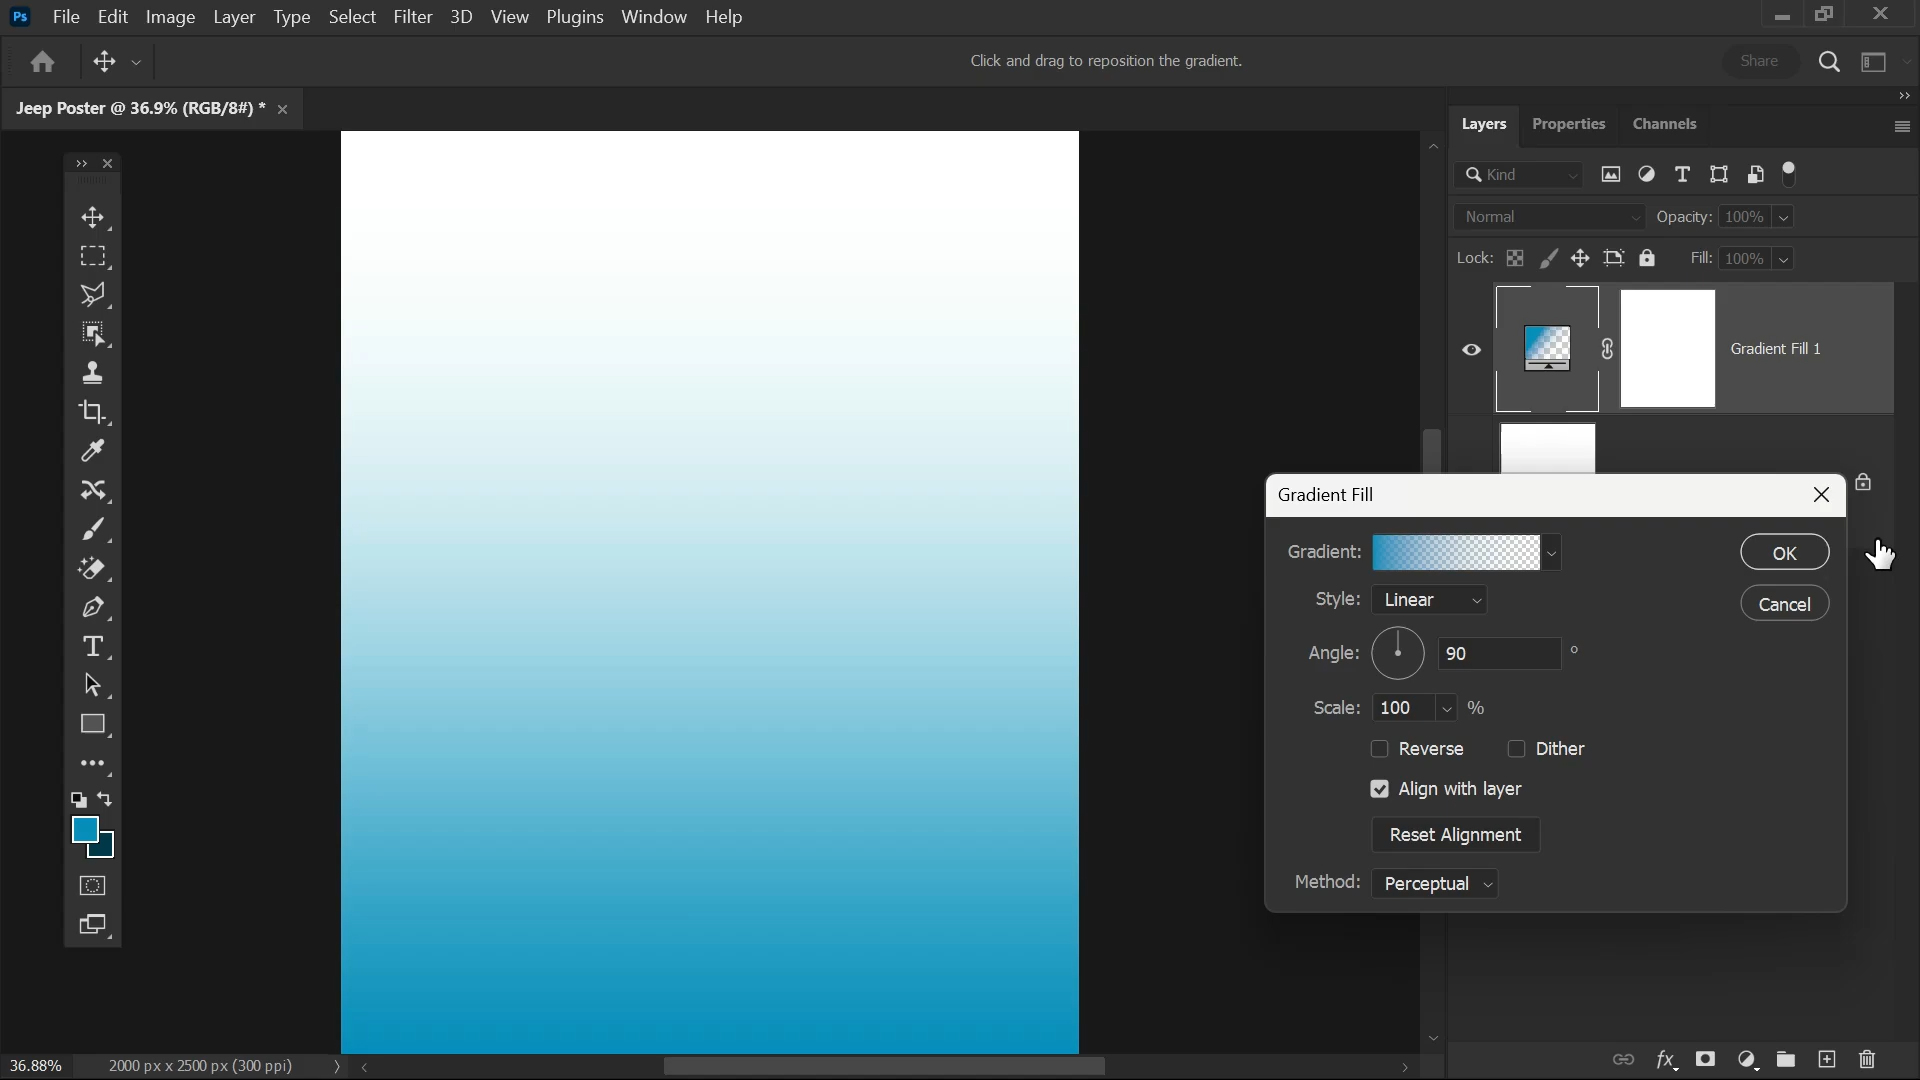 Ps File Edit Image Layer Type Select Filter 3D View Plugins Window Help
Click and drag to reposition the gradient.
Share
Jeep Poster @ 36.9% (RGB/8#) *
Layers Properties Channels
Kind
Normal Opacity: 100%
Lock: Fill: 100%
Gradient Fill 1
Gradient Fill
Gradient: OK
Style: Linear Cancel
Angle: 90 °
Scale: 100 %
Reverse Dither
Align with layer
Reset Alignment
Method: Perceptual
36.88% 2000 px x 2500 px (300 ppi)
fx